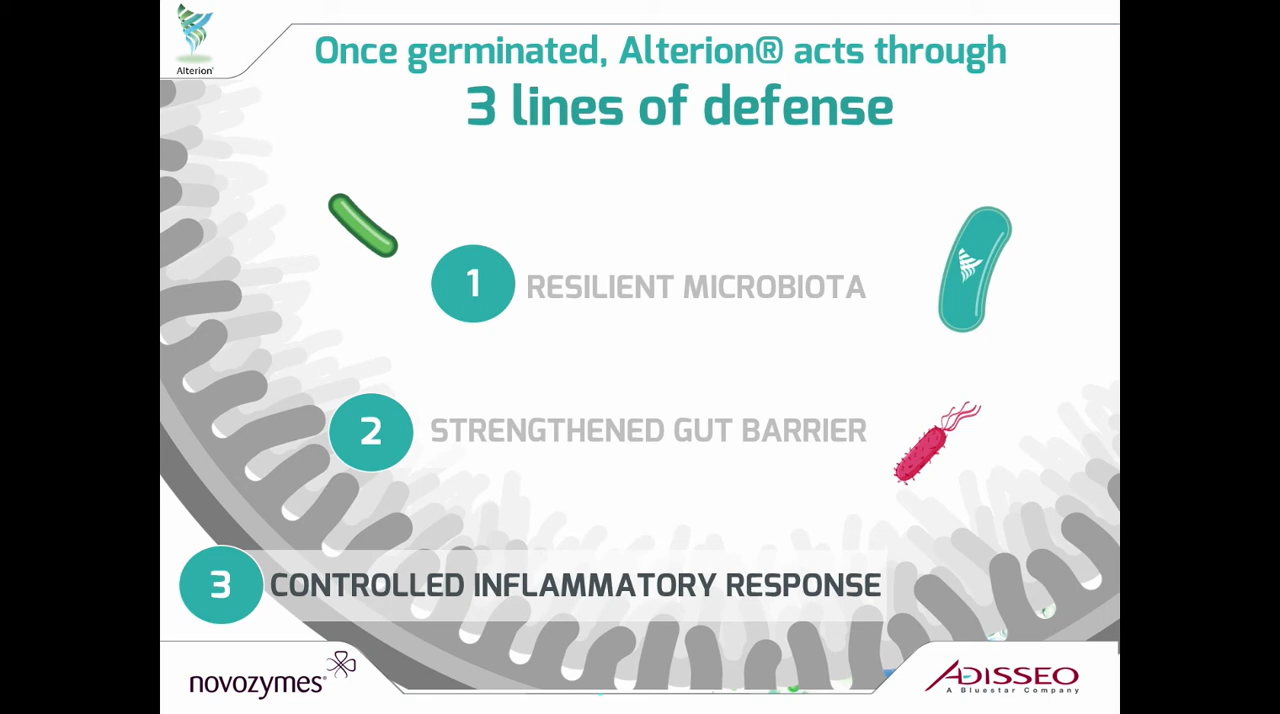 Alterion®
Once germinated, Alterion® acts through
3 lines of defense
1 RESILIENT MICROBIOTA
2 STRENGTHENED GUT BARRIER
3 CONTROLLED INFLAMMATORY RESPONSE
novozymes®
ADISSEO
A Bluestar Company